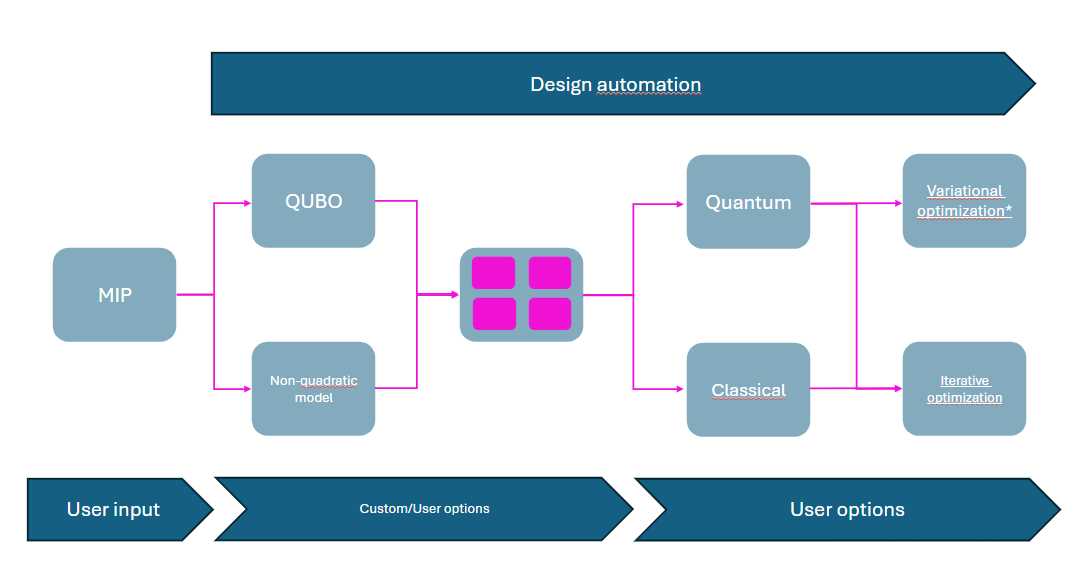 Design automation
QUBO
Quantum
Variational
optimization*
MIP
Non-quadratic
model
Classical
Iterative
optimization
User input
Custom/User options
User options